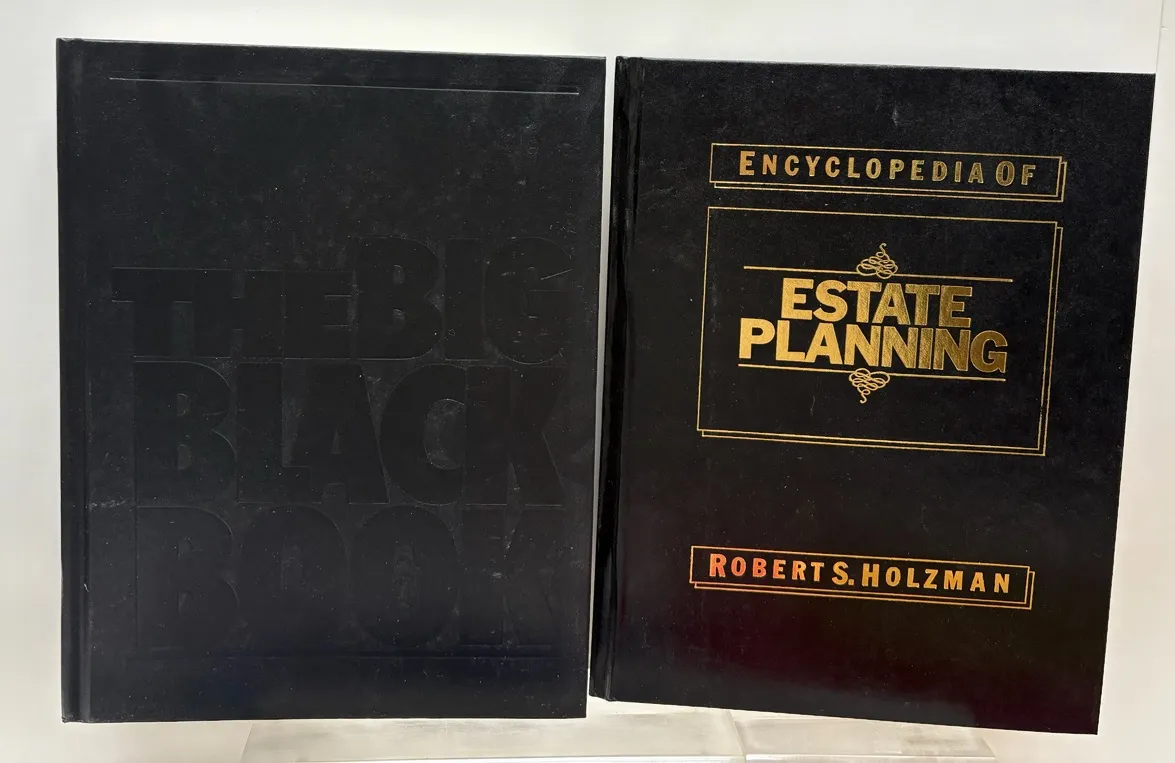 THE BIG
BLACK
BOOK
ENCYCLOPEDIA OF
ESTATE
PLANNING
ROBERT S. HOLZMAN